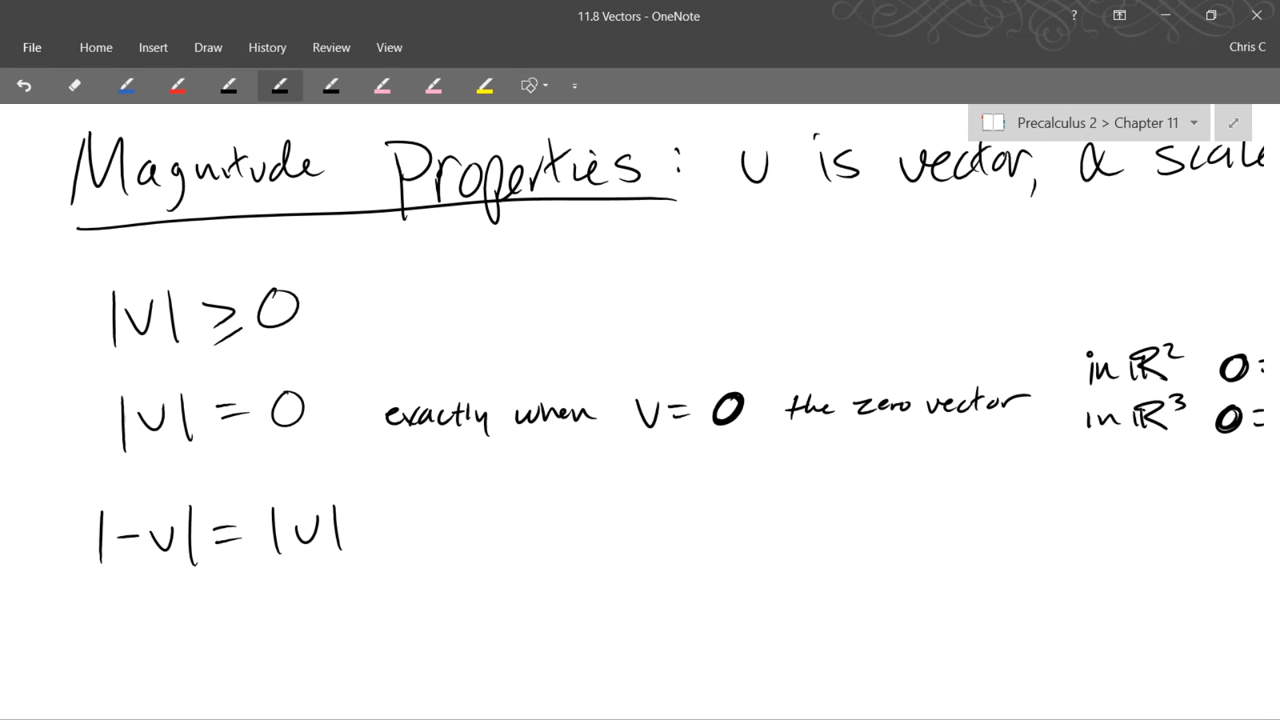 11.8 Vectors - OneNote
?
File Home Insert Draw History Review View
Chris C
Precalculus 2 > Chapter 11
Magnitude Properties: v is vector, α scale
|v| ≥ 0
in ℝ² 0=
|v| = 0 exactly when v = 0 the zero vector
in ℝ³ 0=
|-v| = |v|